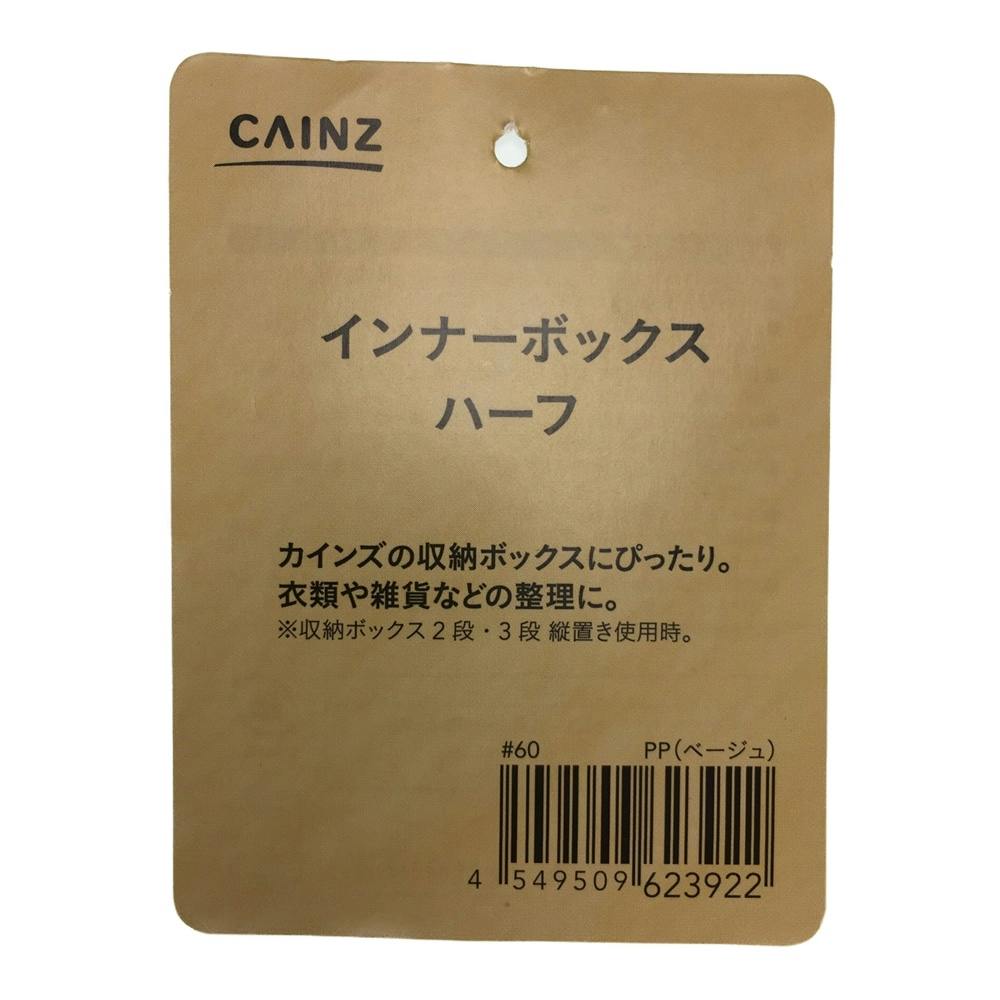 CAINZ
インナーボックス
ハーフ
カインズの収納ボックスにぴったり。
衣類や雑貨などの整理に。
※収納ボックス2段・3段 縦置き使用時。
#60 PP(ベージュ)
4 549509 623922